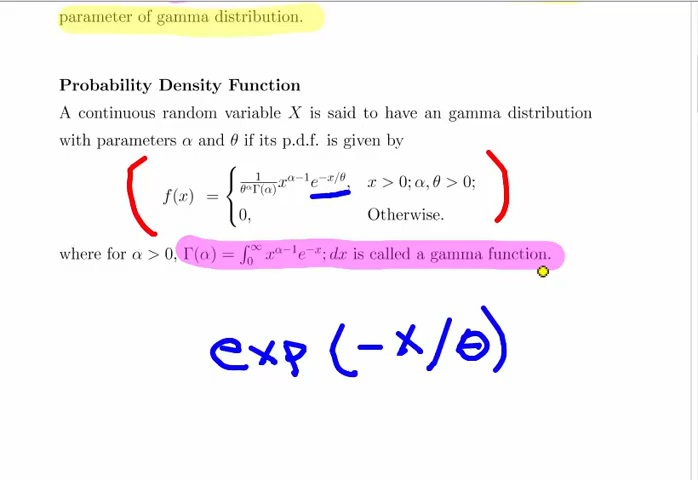 parameter of gamma distribution.
Probability Density Function
A continuous random variable X is said to have an gamma distribution
with parameters α and θ if its p.d.f. is given by
f(x) = { 1/(θ^α Γ(α)) x^{α−1} e^{−x/θ}, x > 0; α, θ > 0;
0, Otherwise.
where for α > 0, Γ(α) = ∫_0^∞ x^{α−1} e^{−x}; dx is called a gamma function.
exp (-x/θ)